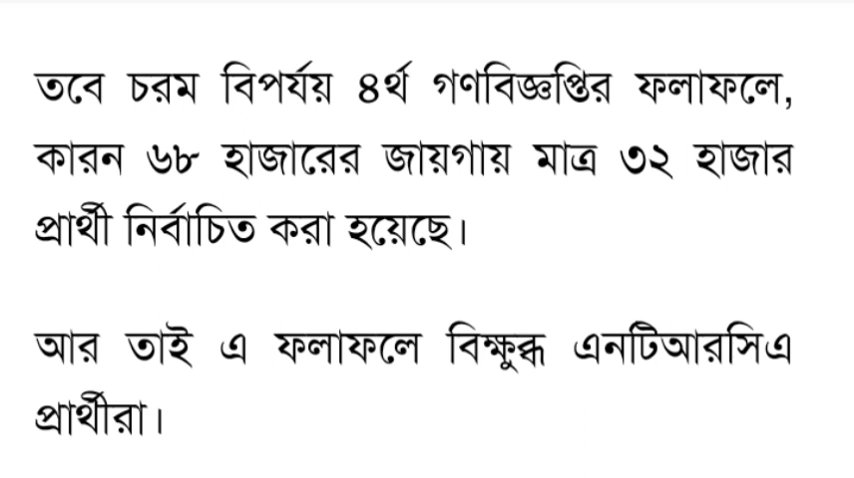 তবে চরম বিপর্যয় ৪র্থ গণবিজ্ঞপ্তির ফলাফলে,
কারন ৬৮ হাজারের জায়গায় মাত্র ৩২ হাজার
প্রার্থী নির্বাচিত করা হয়েছে।
আর তাই এ ফলাফলে বিক্ষুব্ধ এনটিআরসিএ
প্রার্থীরা।